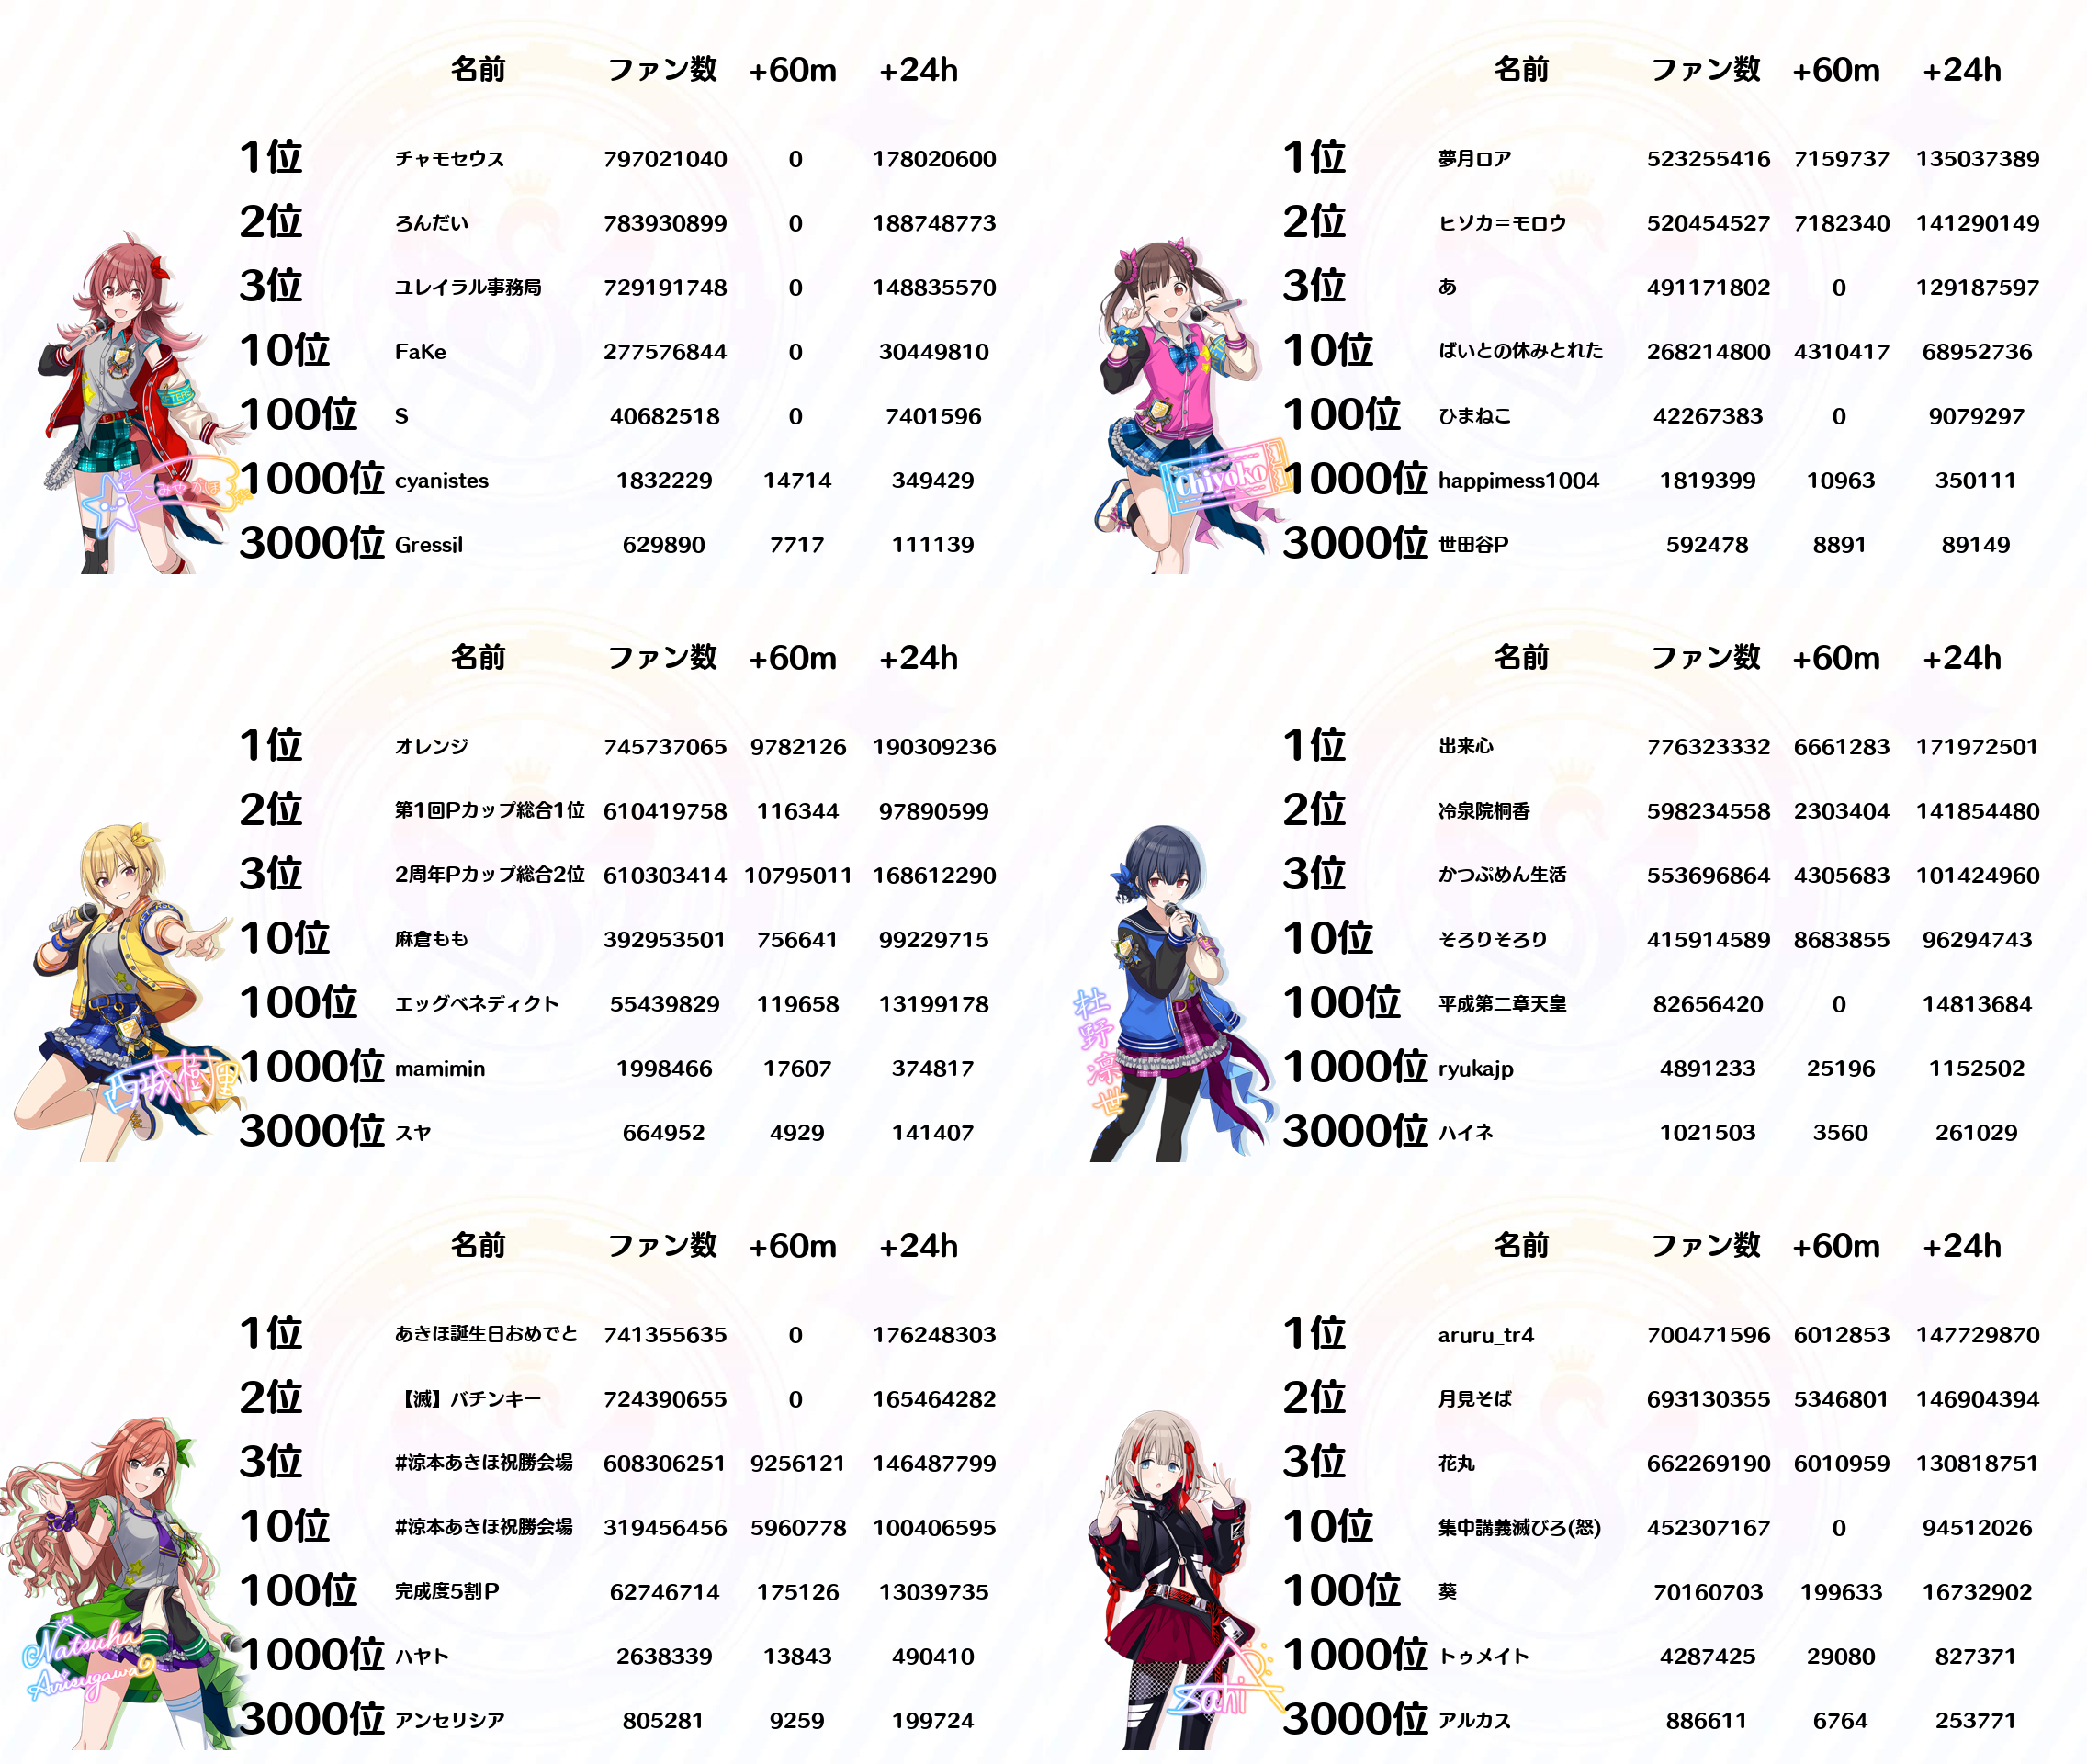 名前 ファン数 +60m +24h
1位 チャモセウス 797021040 0 178020600
2位 ろんだい 783930899 0 188748773
3位 ユレイラル事務局 729191748 0 148835570
10位 FaKe 277576844 0 30449810
100位 S 40682518 0 7401596
1000位 cyanistes 1832229 14714 349429
3000位 Gressil 629890 7717 111139
こみやかほ
名前 ファン数 +60m +24h
1位 夢月ロア 523255416 7159737 135037389
2位 ヒソカ=モロウ 520454527 7182340 141290149
3位 あ 491171802 0 129187597
10位 ばいとの休みとれた 268214800 4310417 68952736
100位 ひまねこ 42267383 0 9079297
1000位 happimess1004 1819399 10963 350111
3000位 世田谷P 592478 8891 89149
chiyoko
名前 ファン数 +60m +24h
1位 オレンジ 745737065 9782126 190309236
2位 第1回Pカップ総合1位 610419758 116344 97890599
3位 2周年Pカップ総合2位 610303414 10795011 168612290
10位 麻倉もも 392953501 756641 99229715
100位 エッグベネディクト 55439829 119658 13199178
1000位 mamimin 1998466 17607 374817
3000位 スヤ 664952 4929 141407
西城樹里
名前 ファン数 +60m +24h
1位 出来心 776323332 6661283 171972501
2位 冷泉院桐香 598234558 2303404 141854480
3位 かつぷめん生活 553696864 4305683 101424960
10位 そろりそろり 415914589 8683855 96294743
100位 平成第二章天皇 82656420 0 14813684
1000位 ryukajp 4891233 25196 1152502
3000位 ハイネ 1021503 3560 261029
杜野凛世
名前 ファン数 +60m +24h
1位 あきほ誕生日おめでと 741355635 0 176248303
2位 【滅】バチンキー 724390655 0 165464282
3位 #涼本あきほ祝勝会場 608306251 9256121 146487799
10位 #涼本あきほ祝勝会場 319456456 5960778 100406595
100位 完成度5割P 62746714 175126 13039735
1000位 ハヤト 2638339 13843 490410
3000位 アンセリシア 805281 9259 199724
Natsuha
Arisugawa
名前 ファン数 +60m +24h
1位 aruru_tr4 700471596 6012853 147729870
2位 月見そば 693130355 5346801 146904394
3位 花丸 662269190 6010959 130818751
10位 集中講義滅びろ(怒) 452307167 0 94512026
100位 葵 70160703 199633 16732902
1000位 トゥメイト 4287425 29080 827371
3000位 アルカス 886611 6764 253771
Asahi